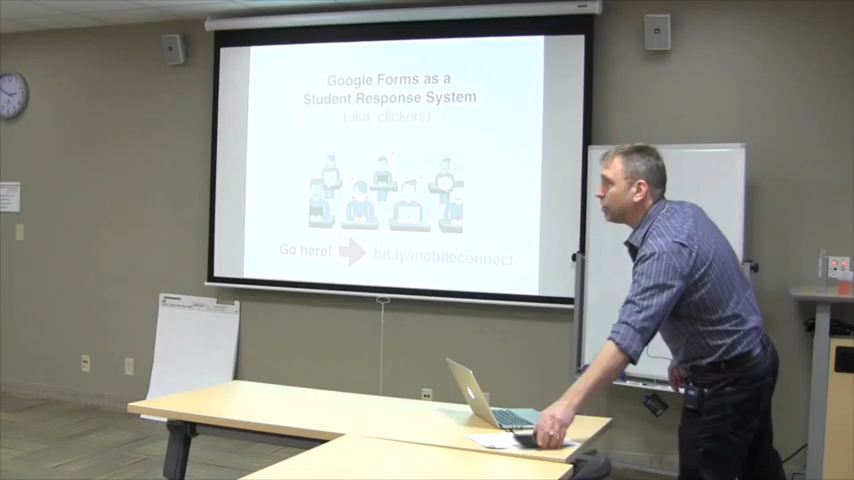 Google Forms as a
Student Response System
(aka: clickers)
Go here! bit.ly/mobileconnect